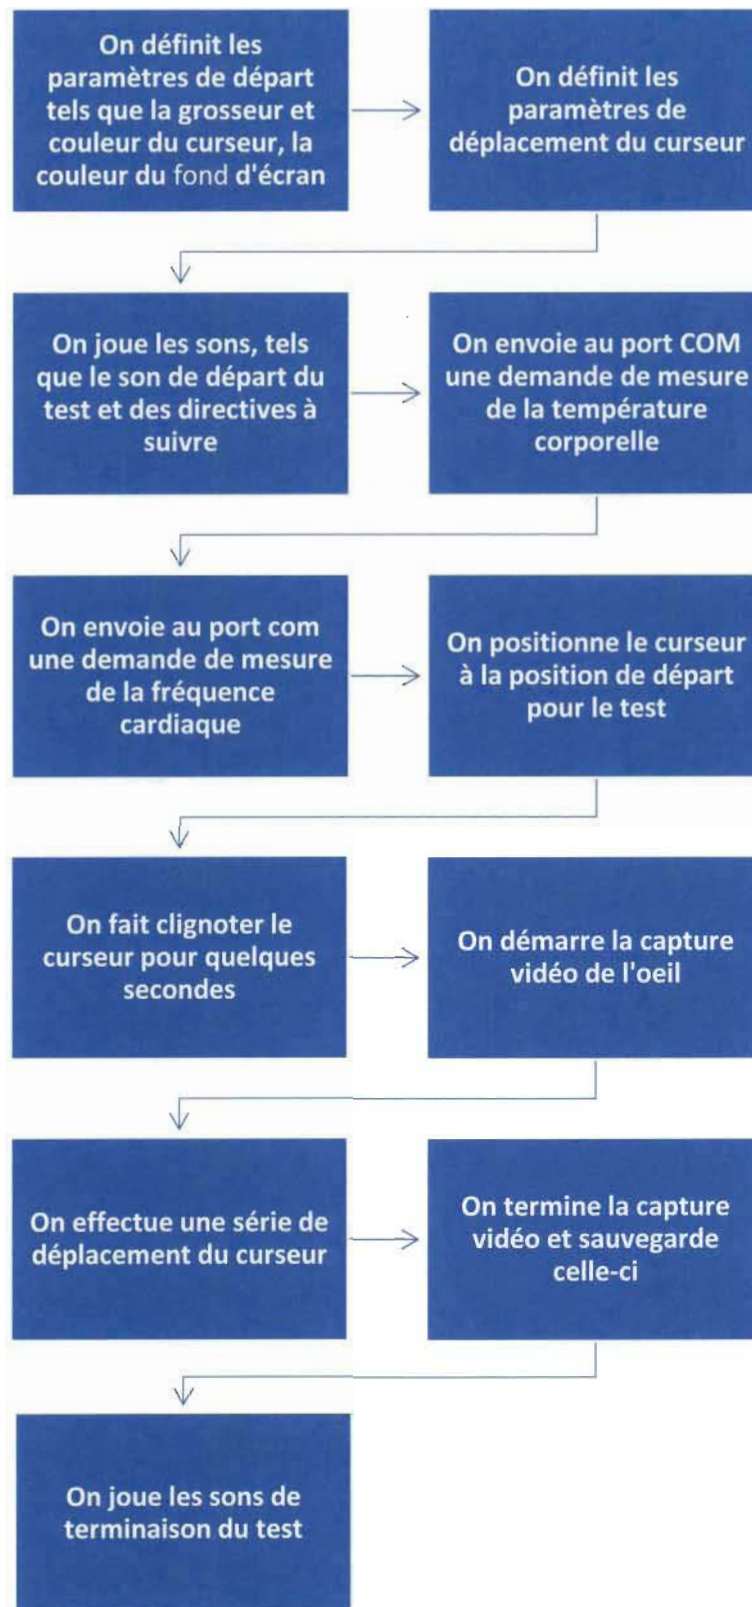 On définit les
paramètres de départ
tels que la grosseur et
couleur du curseur, la
couleur du fond d'écran
On définit les
paramètres de
déplacement du curseur
On joue les sons, tels
que le son de départ du
test et des directives à
suivre
On envoie au port COM
une demande de mesure
de la température
corporelle
On envoie au port com
une demande de mesure
de la fréquence
cardiaque
On positionne le curseur
à la position de départ
pour le test
On fait clignoter le
curseur pour quelques
secondes
On démarre la capture
vidéo de l'oeil
On effectue une série de
déplacement du curseur
On termine la capture
vidéo et sauvegarde
celle-ci
On joue les sons de
terminaison du test